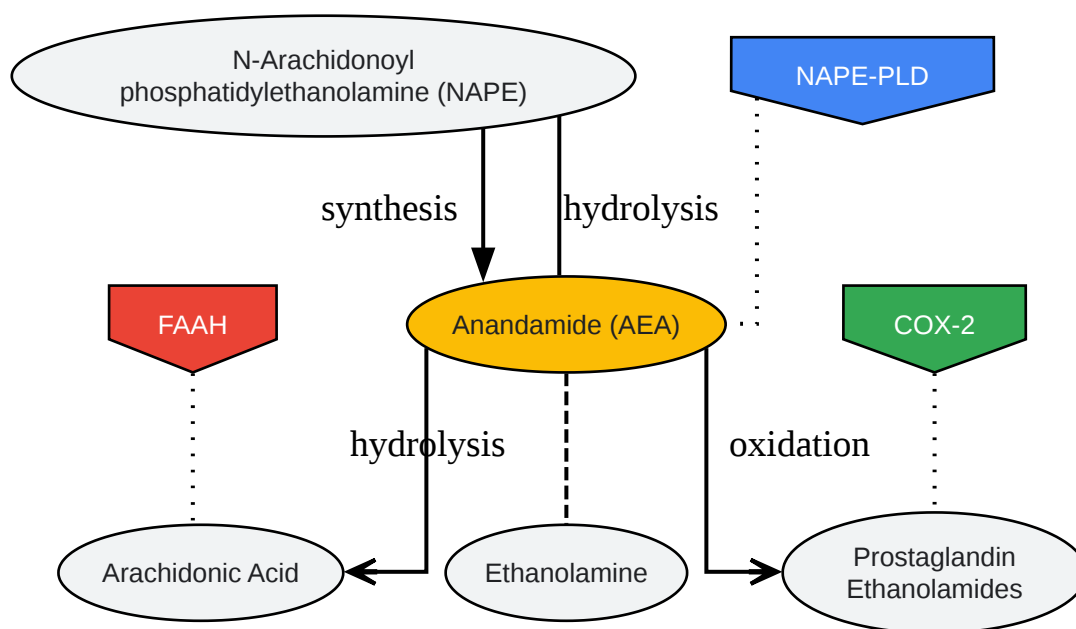 N-Arachidonoyl
phosphatidylethanolamine (NAPE)
NAPE-PLD
synthesis
hydrolysis
FAAH
Anandamide (AEA)
COX-2
hydrolysis
oxidation
Arachidonic Acid
Ethanolamine
Prostaglandin
Ethanolamides